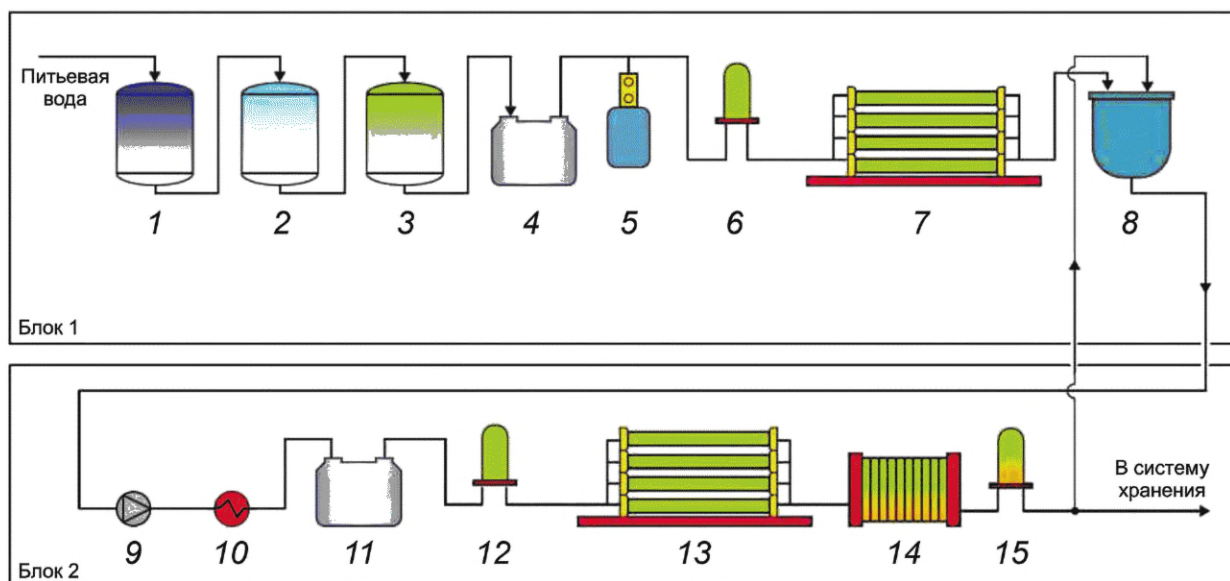 Питьевая
вода
1 2 3 4 5 6 7 8
Блок 1
В систему
хранения
9 10 11 12 13 14 15
Блок 2